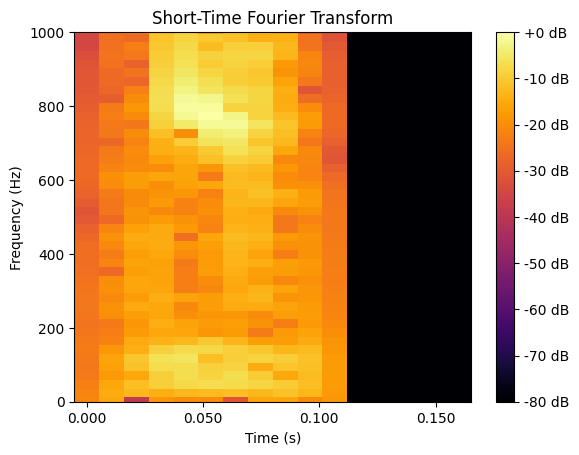 Short-Time Fourier Transform
1000
800
600
400
200
0
Frequency (Hz)
0.000
0.050
0.100
0.150
Time (s)
+0 dB
-10 dB
-20 dB
-30 dB
-40 dB
-50 dB
-60 dB
-70 dB
-80 dB